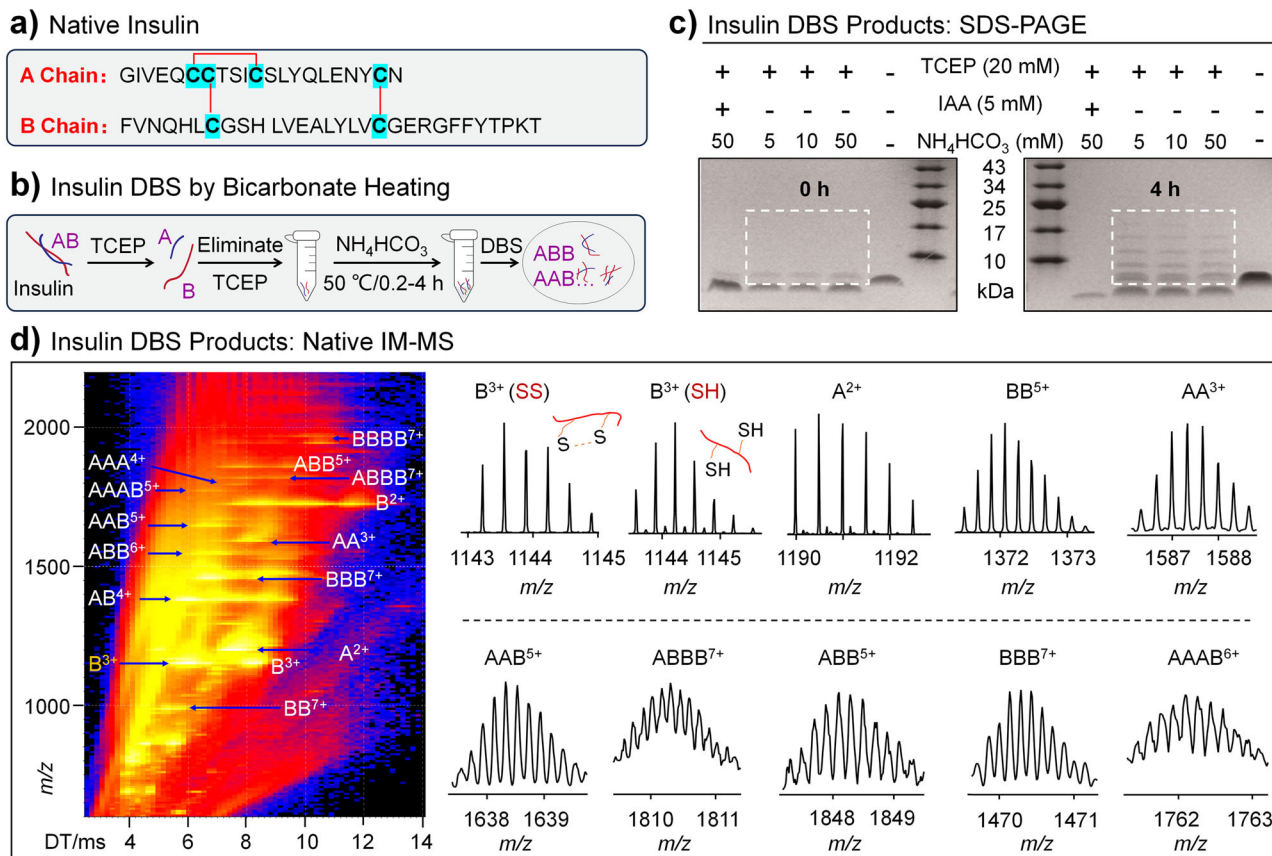 a) Native Insulin
A Chain: GIVEQCCTSICSLYQLENYCN
B Chain: FVNQHLCGSH LVEALYLVCGERGFFYTPKT
b) Insulin DBS by Bicarbonate Heating
AB TCEP A Eliminate NH₄HCO₃ DBS ABB
Insulin B TCEP 50 ℃/0.2-4 h AAB...
c) Insulin DBS Products: SDS-PAGE
+ + + + - TCEP (20 mM) + + + + -
+ - - - - IAA (5 mM) + - - - -
50 5 10 50 - NH₄HCO₃ (mM) 50 5 10 50 -
0 h 43 4 h
34
25
17
10
kDa
d) Insulin DBS Products: Native IM-MS
2000
1500
1000
m/z
DT/ms 4 6 8 10 12 14
BBBB⁷⁺
AAA⁴⁺ ABB⁵⁺
AAAB⁵⁺ ABBB⁷⁺
B²⁺
AAB⁵⁺
ABB⁶⁺ AA³⁺
BBB⁷⁺
AB⁴⁺
B³⁺ B³⁺ A²⁺
BB⁷⁺
B³⁺ (SS) B³⁺ (SH) A²⁺ BB⁵⁺ AA³⁺
S S SH SH
1143 1144 1145 1144 1145 1190 1192 1372 1373 1587 1588
m/z m/z m/z m/z m/z
AAB⁵⁺ ABBB⁷⁺ ABB⁵⁺ BBB⁷⁺ AAAB⁶⁺
1638 1639 1810 1811 1848 1849 1470 1471 1762 1763
m/z m/z m/z m/z m/z